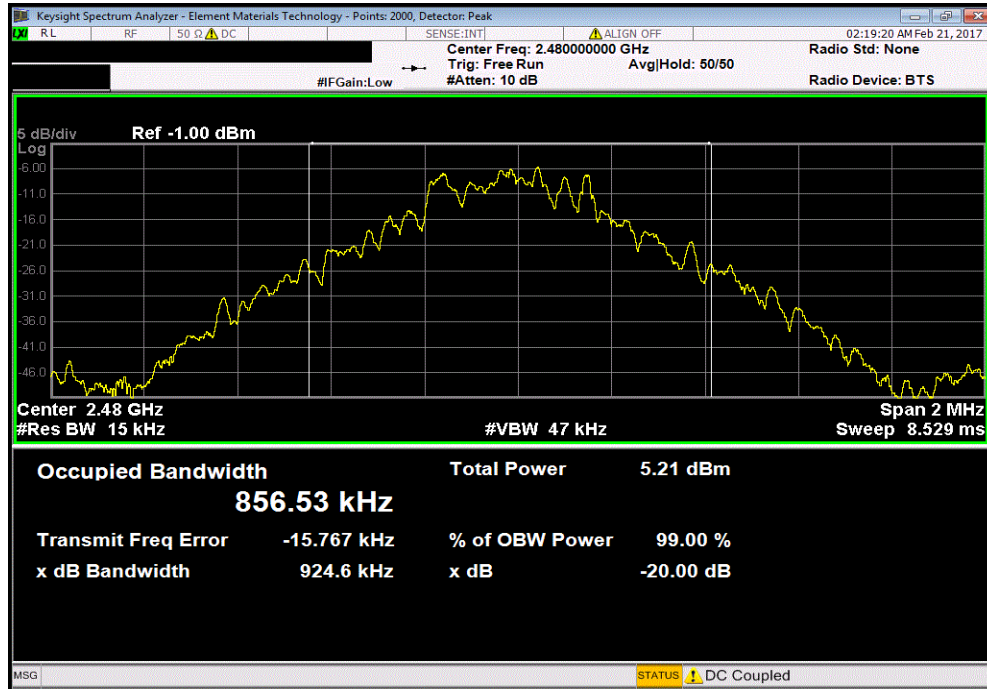 Keysight Spectrum Analyzer - Element Materials Technology - Points: 2000, Detector: Peak
LXI RL RF 50 Ω DC SENSE:INT ALIGN OFF 02:19:20 AM Feb 21, 2017
Center Freq: 2.480000000 GHz Radio Std: None
Trig: Free Run Avg|Hold: 50/50
#IFGain:Low #Atten: 10 dB Radio Device: BTS
5 dB/div Ref -1.00 dBm
Log
-6.00
-11.0
-16.0
-21.0
-26.0
-31.0
-36.0
-41.0
-46.0
Center 2.48 GHz Span 2 MHz
#Res BW 15 kHz #VBW 47 kHz Sweep 8.529 ms
Occupied Bandwidth Total Power 5.21 dBm
856.53 kHz
Transmit Freq Error -15.767 kHz % of OBW Power 99.00 %
x dB Bandwidth 924.6 kHz x dB -20.00 dB
MSG STATUS DC Coupled